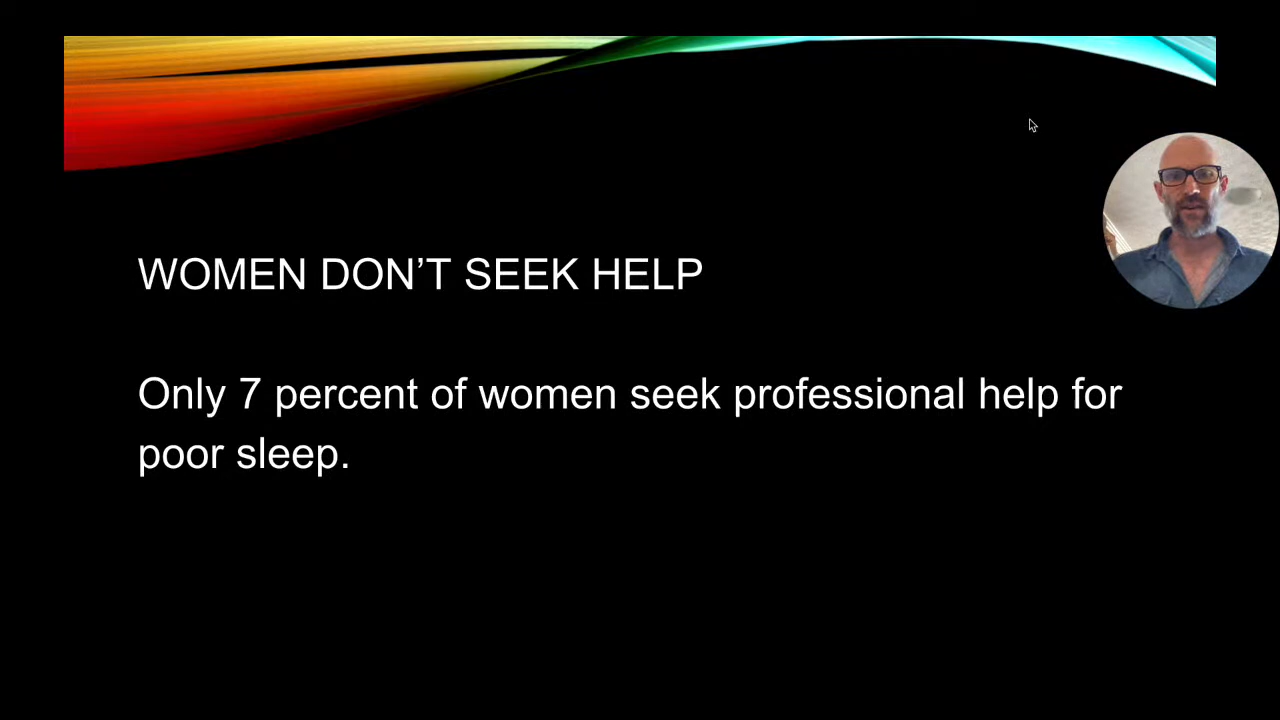 WOMEN DON’T SEEK HELP
Only 7 percent of women seek professional help for
poor sleep.